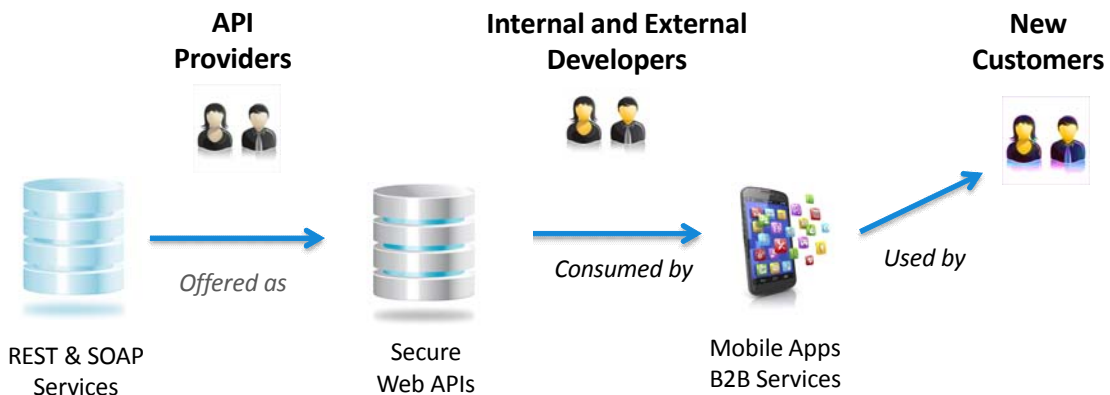 API
Providers
Internal and External
Developers
New
Customers
Offered as
Consumed by
Used by
REST & SOAP
Services
Secure
Web APIs
Mobile Apps
B2B Services